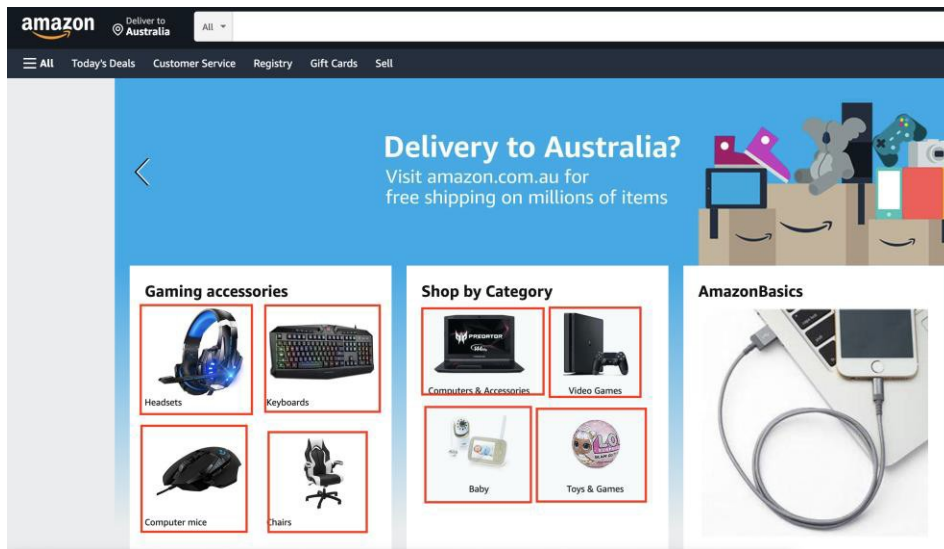 amazon
Deliver to
Australia
All
All Today's Deals Customer Service Registry Gift Cards Sell
Delivery to Australia?
Visit amazon.com.au for
free shipping on millions of items
Gaming accessories
Headsets Keyboards
Computer mice Chairs
Shop by Category
PREDATOR
Computers & Accessories Video Games
Baby Toys & Games
AmazonBasics